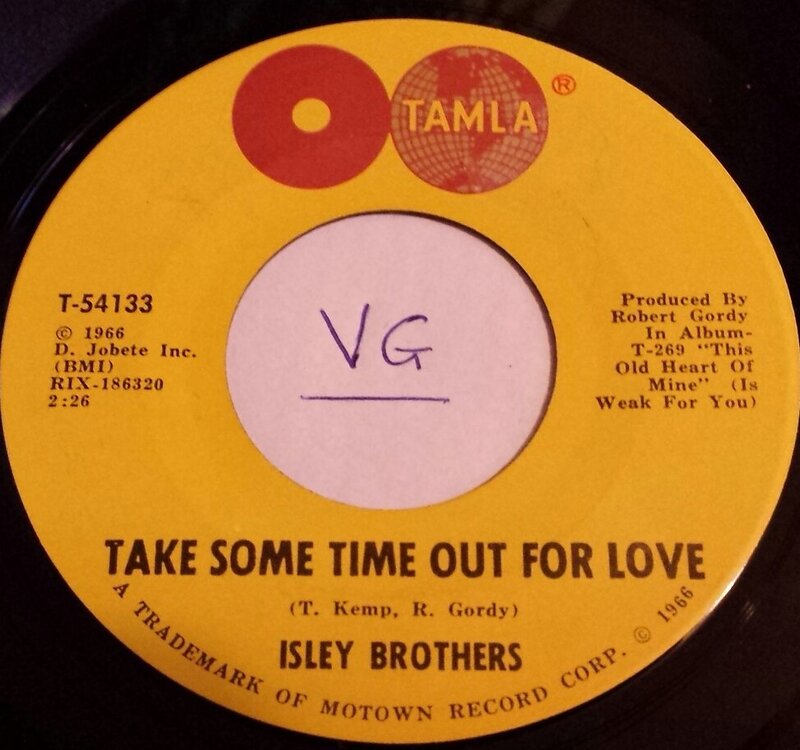 TAMLA ®
T-54133
© 1966
D. Jobete Inc.
(BMI)
RIX-186320
2:26
VG
Produced By
Robert Gordy
In Album-
T-269 "This
Old Heart Of
Mine" (Is
Weak For You)
TAKE SOME TIME OUT FOR LOVE
(T. Kemp, R. Gordy)
ISLEY BROTHERS
A TRADEMARK OF MOTOWN RECORD CORP. © 1966